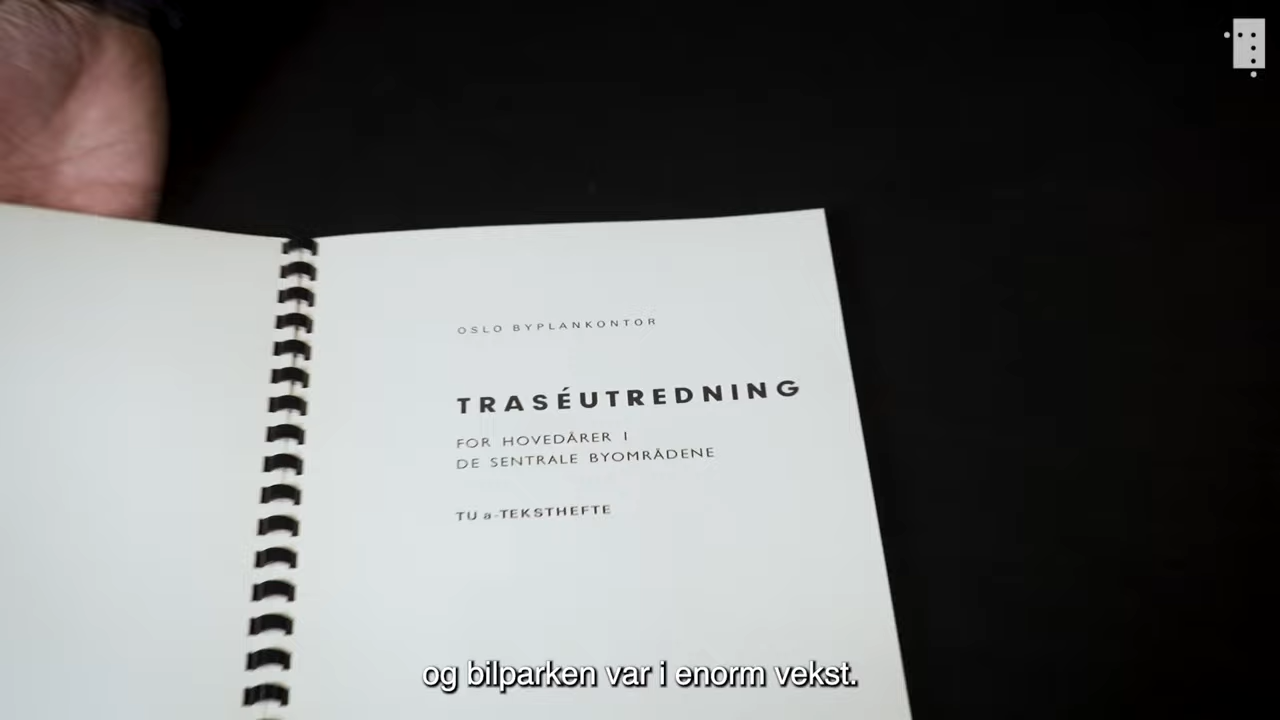 OSLO BYPLANKONTOR
TRASÉUTREDNING
FOR HOVEDÅRER I
DE SENTRALE BYOMRÅDENE
TU a-TEKSTHEFTE
og bilparken var i enorm vekst.